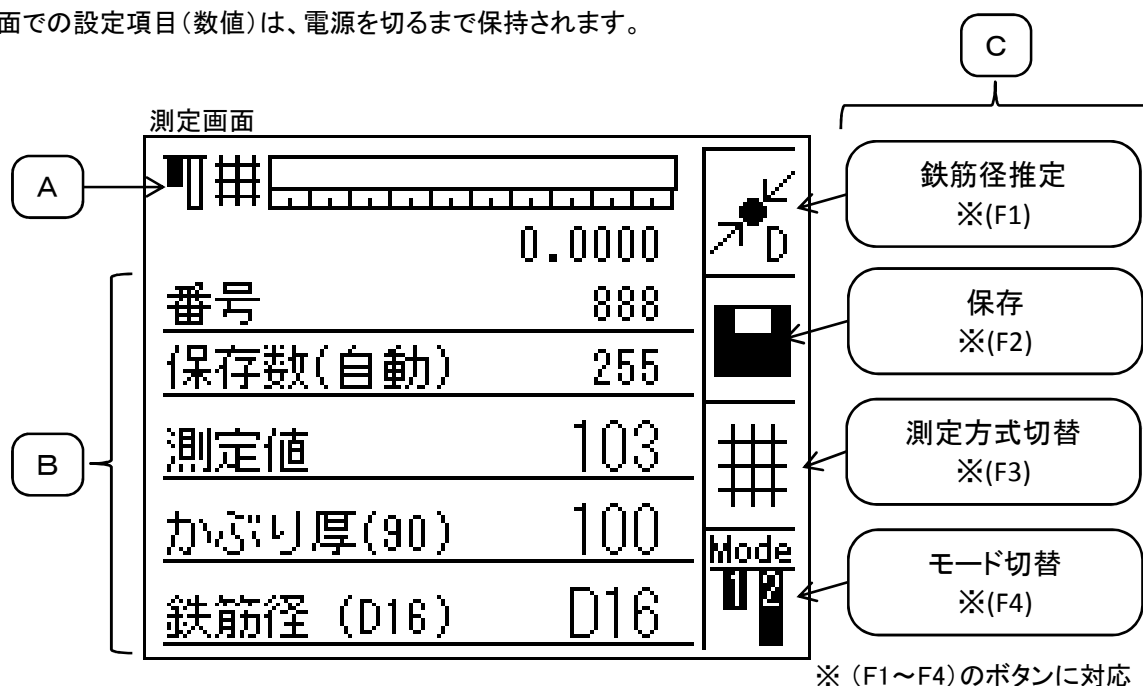 面での設定項目(数値)は、電源を切るまで保持されます。
C
測定画面
A
0.0000
D
鉄筋径推定
※(F1)
番号 888
保存
※(F2)
保存数(自動) 255
B
測定値 103
測定方式切替
※(F3)
かぶり厚(90) 100
Mode
1 2
モード切替
※(F4)
鉄筋径 (D16) D16
※ (F1~F4)のボタンに対応